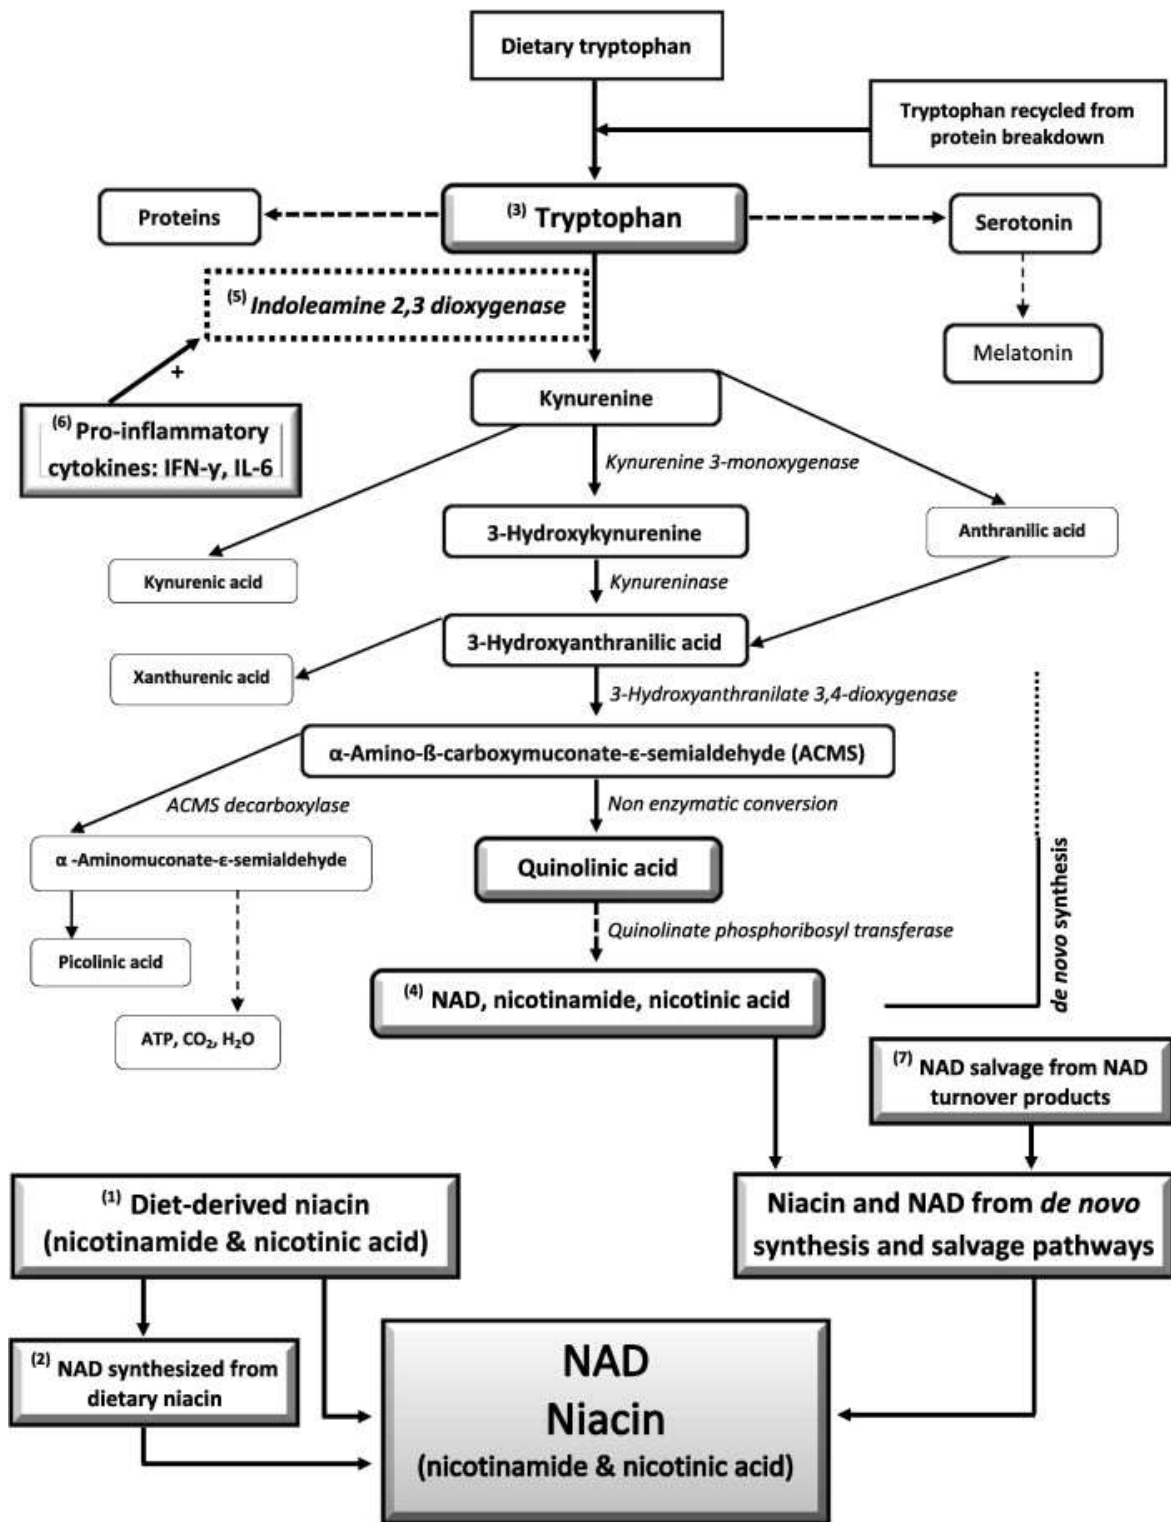 Dietary tryptophan
Tryptophan recycled from
protein breakdown
Proteins
(3) Tryptophan
Serotonin
(5) Indoleamine 2,3 dioxygenase
Melatonin
+
Kynurenine
(6) Pro-inflammatory
cytokines: IFN-γ, IL-6
Kynurenine 3-monoxygenase
3-Hydroxykynurenine
Anthranilic acid
Kynurenic acid
Kynureninase
3-Hydroxyanthranilic acid
Xanthurenic acid
3-Hydroxyanthranilate 3,4-dioxygenase
α-Amino-ß-carboxymuconate-ε-semialdehyde (ACMS)
ACMS decarboxylase
Non enzymatic conversion
α -Aminomuconate-ε-semialdehyde
Quinolinic acid
de novo synthesis
Quinolinate phosphoribosyl transferase
Picolinic acid
(4) NAD, nicotinamide, nicotinic acid
ATP, CO₂, H₂O
(7) NAD salvage from NAD
turnover products
(1) Diet-derived niacin
(nicotinamide & nicotinic acid)
Niacin and NAD from de novo
synthesis and salvage pathways
(2) NAD synthesized from
dietary niacin
NAD
Niacin
(nicotinamide & nicotinic acid)